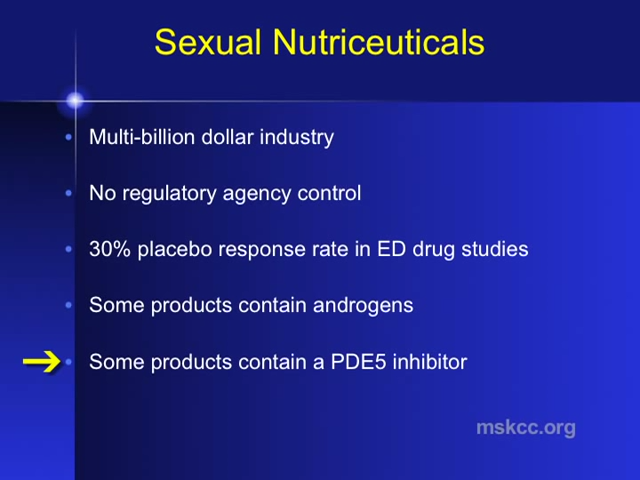 Sexual Nutriceuticals
• Multi-billion dollar industry
• No regulatory agency control
• 30% placebo response rate in ED drug studies
• Some products contain androgens
➔ • Some products contain a PDE5 inhibitor
mskcc.org